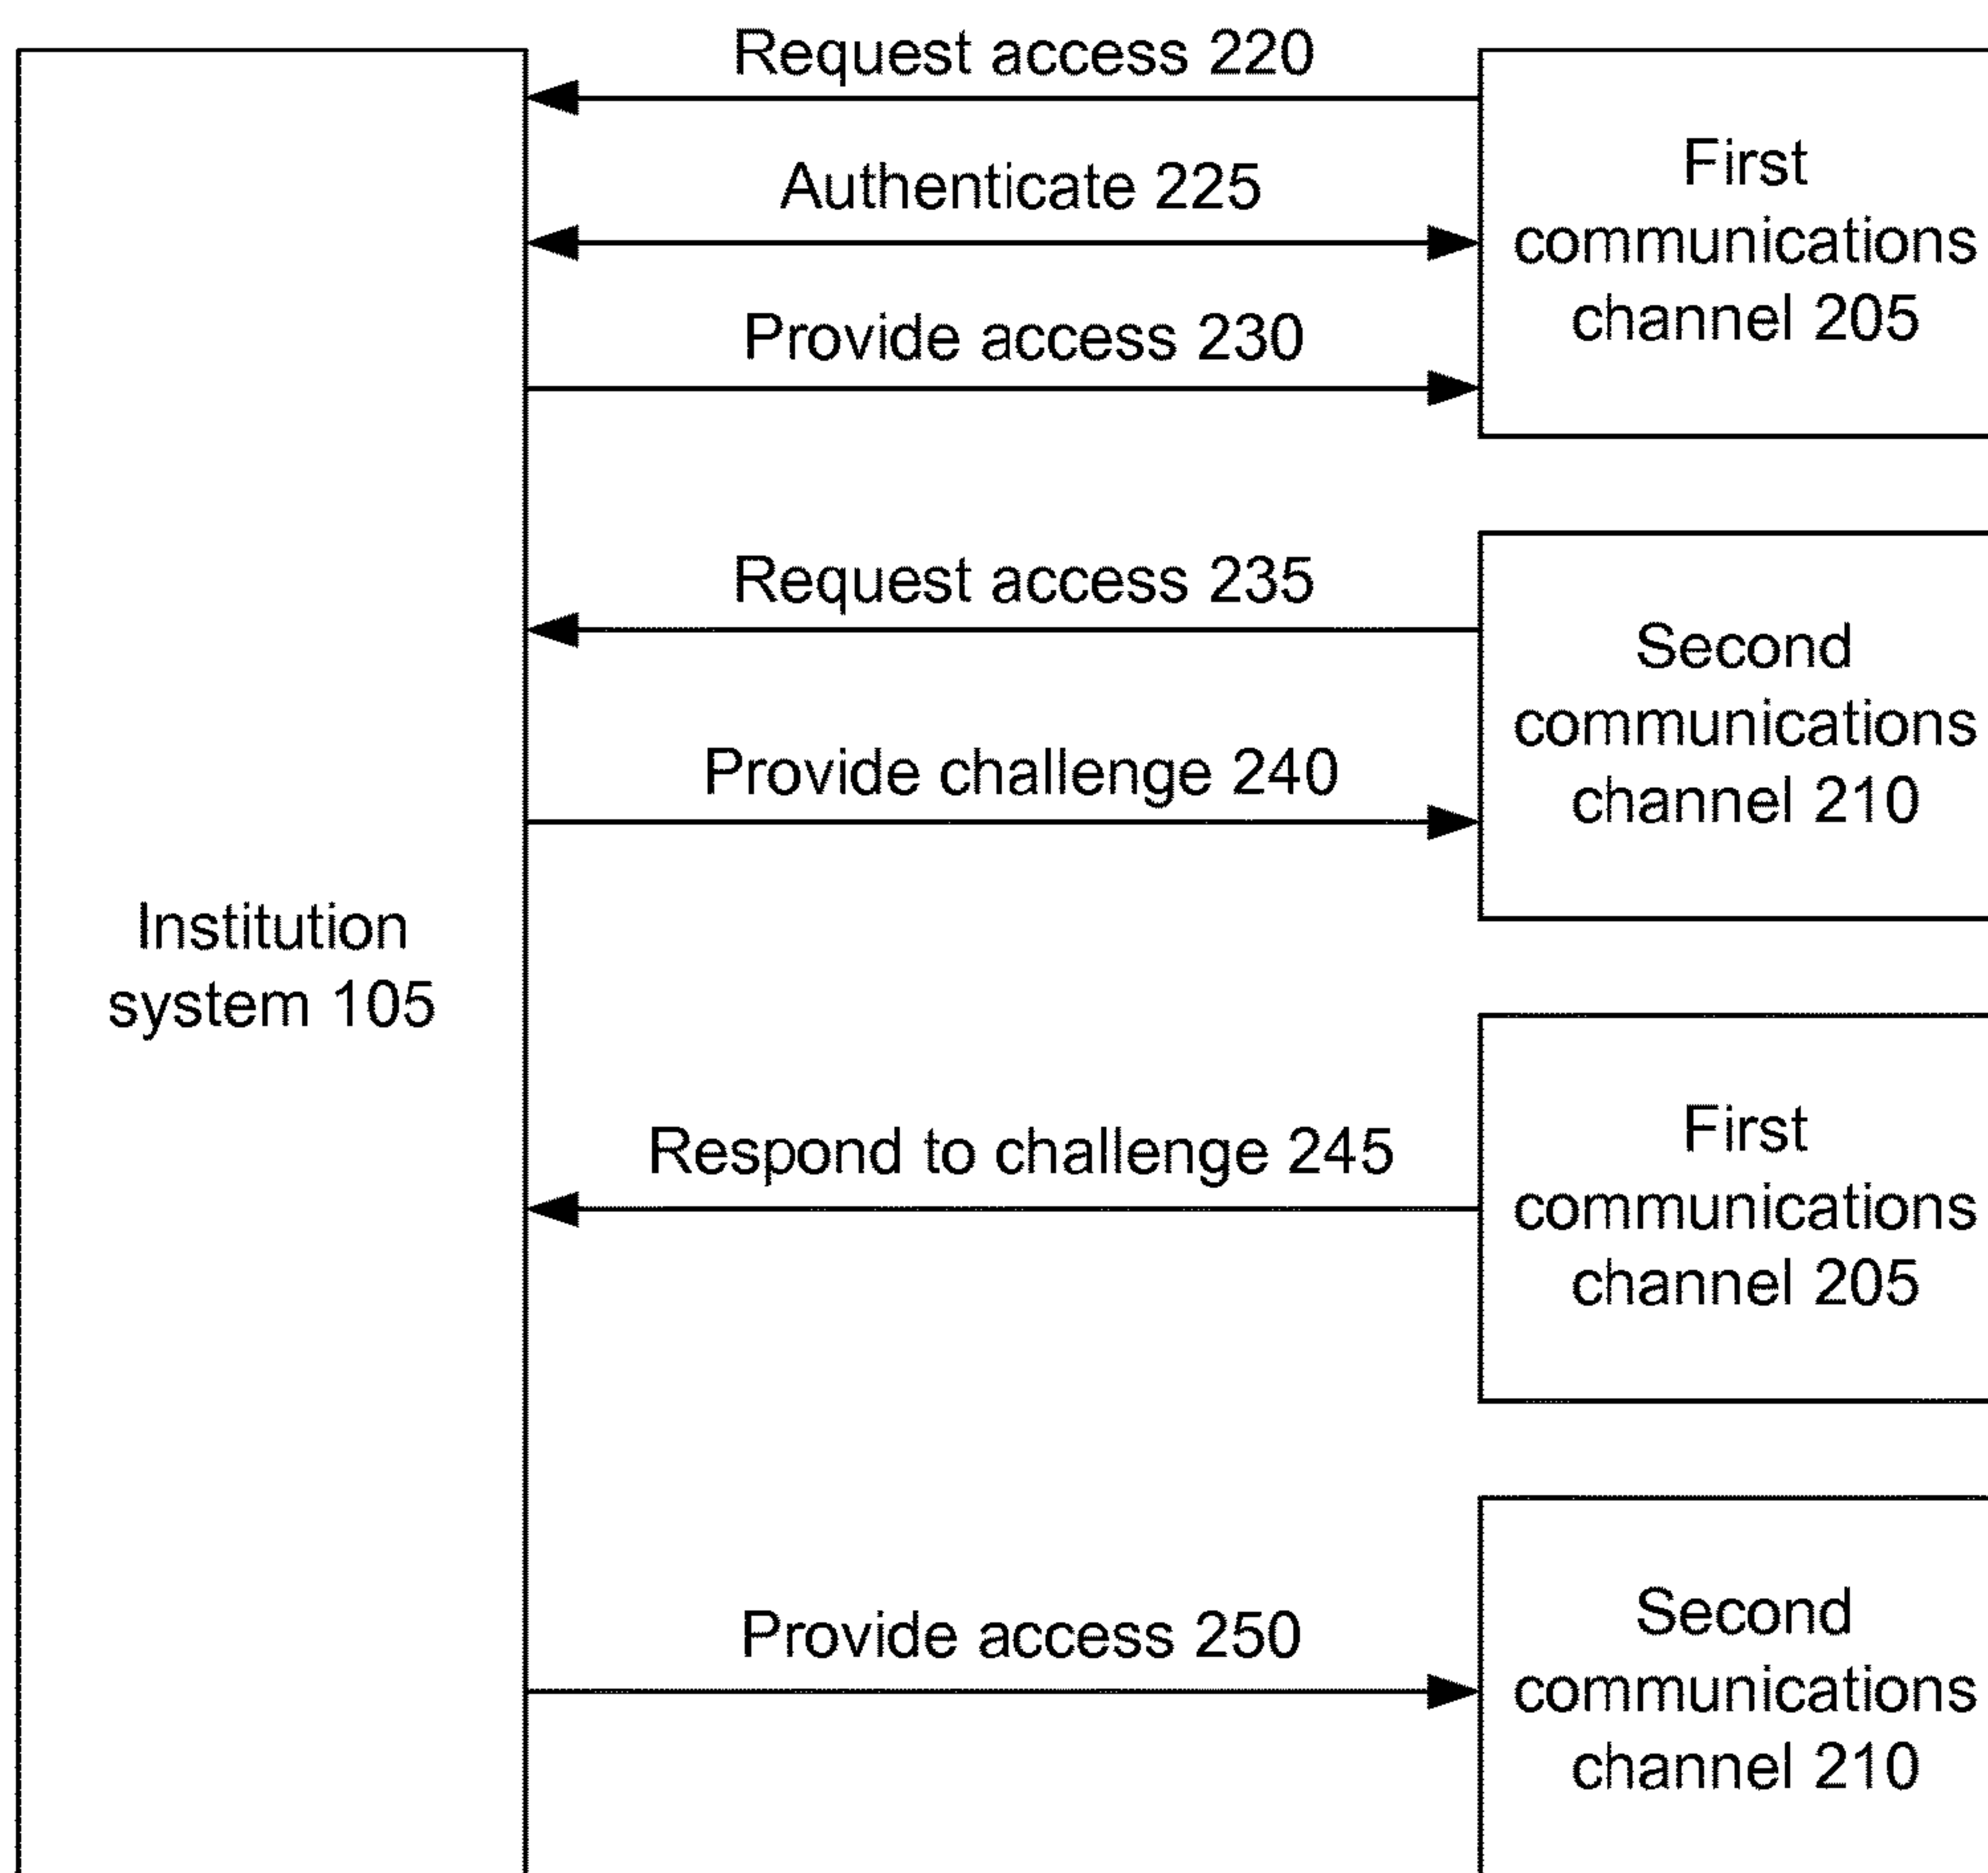 Request access 220
Authenticate 225
Provide access 230
First
communications
channel 205
Request access 235
Provide challenge 240
Second
communications
channel 210
Institution
system 105
Respond to challenge 245
First
communications
channel 205
Provide access 250
Second
communications
channel 210